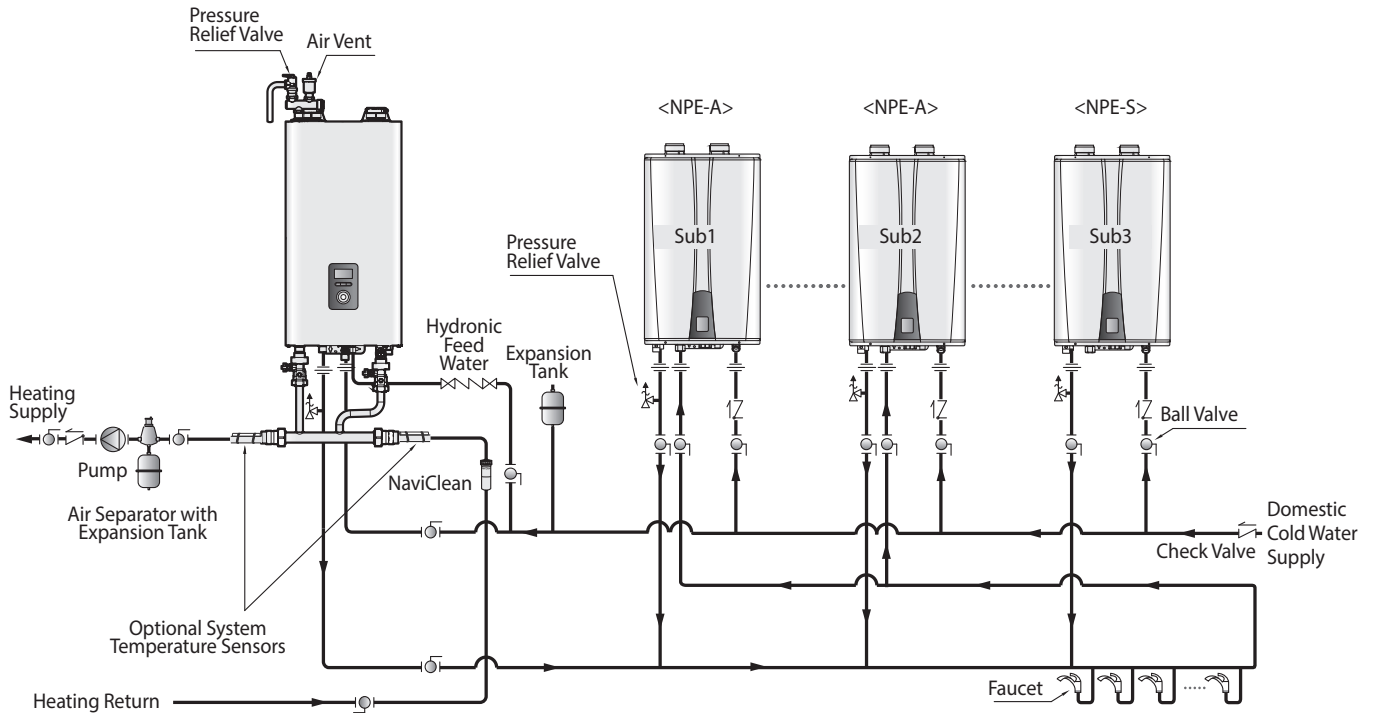 Pressure
Relief Valve
Air Vent
<NPE-A>
<NPE-A>
<NPE-S>
Sub1
Sub2
Sub3
Pressure
Relief Valve
Hydronic
Feed
Water
Expansion
Tank
Heating
Supply
Ball Valve
Pump
NaviClean
Air Separator with
Expansion Tank
Domestic
Cold Water
Supply
Check Valve
Optional System
Temperature Sensors
Faucet
Heating Return